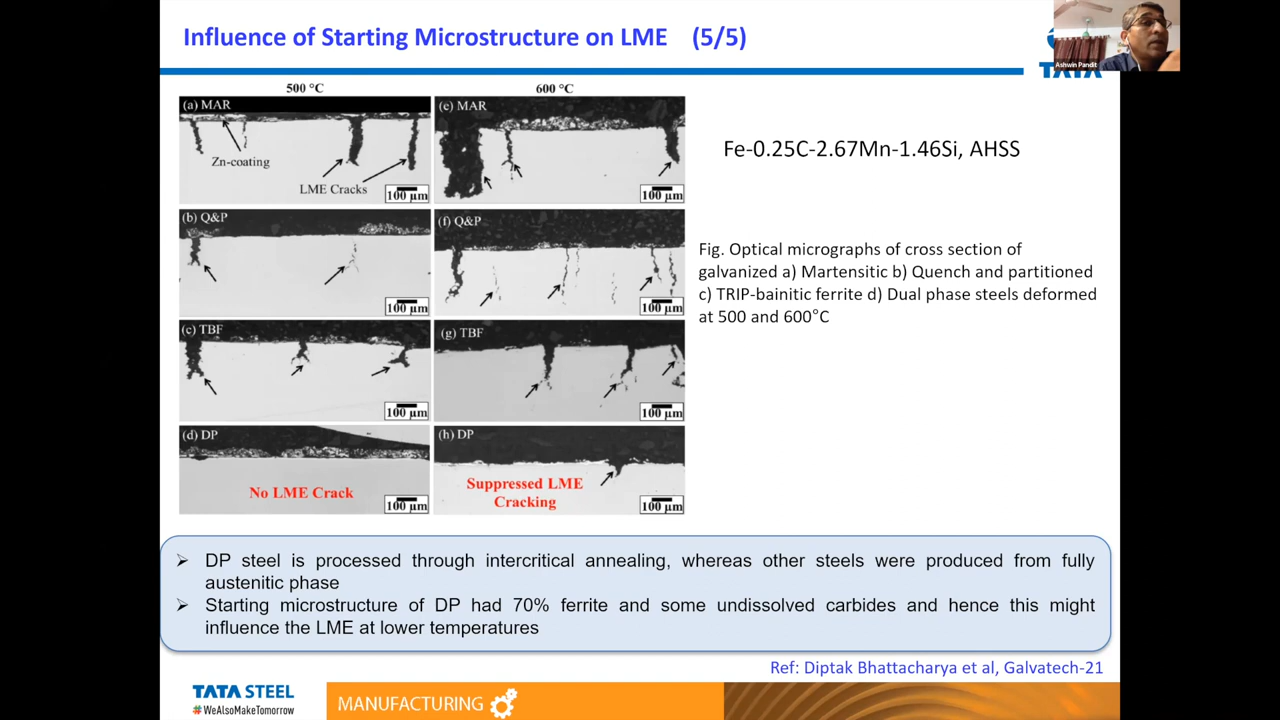 Influence of Starting Microstructure on LME (5/5)
Ashwin Pandit
TATA
500 °C
600 °C
(a) MAR
Zn-coating
LME Cracks
100 µm
(e) MAR
100 µm
(b) Q&P
100 µm
(f) Q&P
100 µm
(c) TBF
100 µm
(g) TBF
100 µm
(d) DP
No LME Crack
100 µm
(h) DP
Suppressed LME
Cracking
100 µm
Fe-0.25C-2.67Mn-1.46Si, AHSS
Fig. Optical micrographs of cross section of
galvanized a) Martensitic b) Quench and partitioned
c) TRIP-bainitic ferrite d) Dual phase steels deformed
at 500 and 600°C
➢ DP steel is processed through intercritical annealing, whereas other steels were produced from fully
austenitic phase
➢ Starting microstructure of DP had 70% ferrite and some undissolved carbides and hence this might
influence the LME at lower temperatures
Ref: Diptak Bhattacharya et al, Galvatech-21
TATA STEEL
#WeAlsoMakeTomorrow
MANUFACTURING